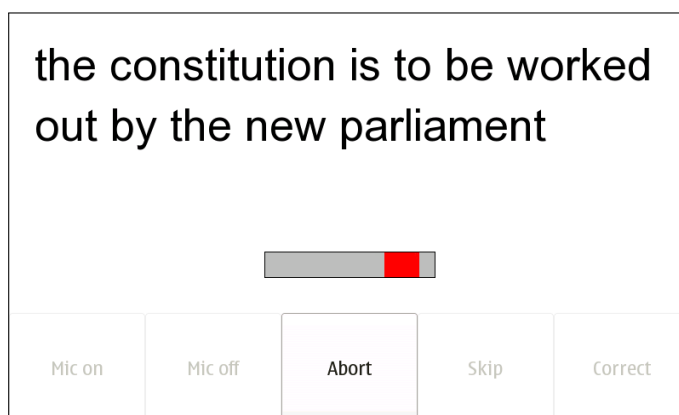 the constitution is to be worked
out by the new parliament
Mic on Mic off Abort Skip Correct